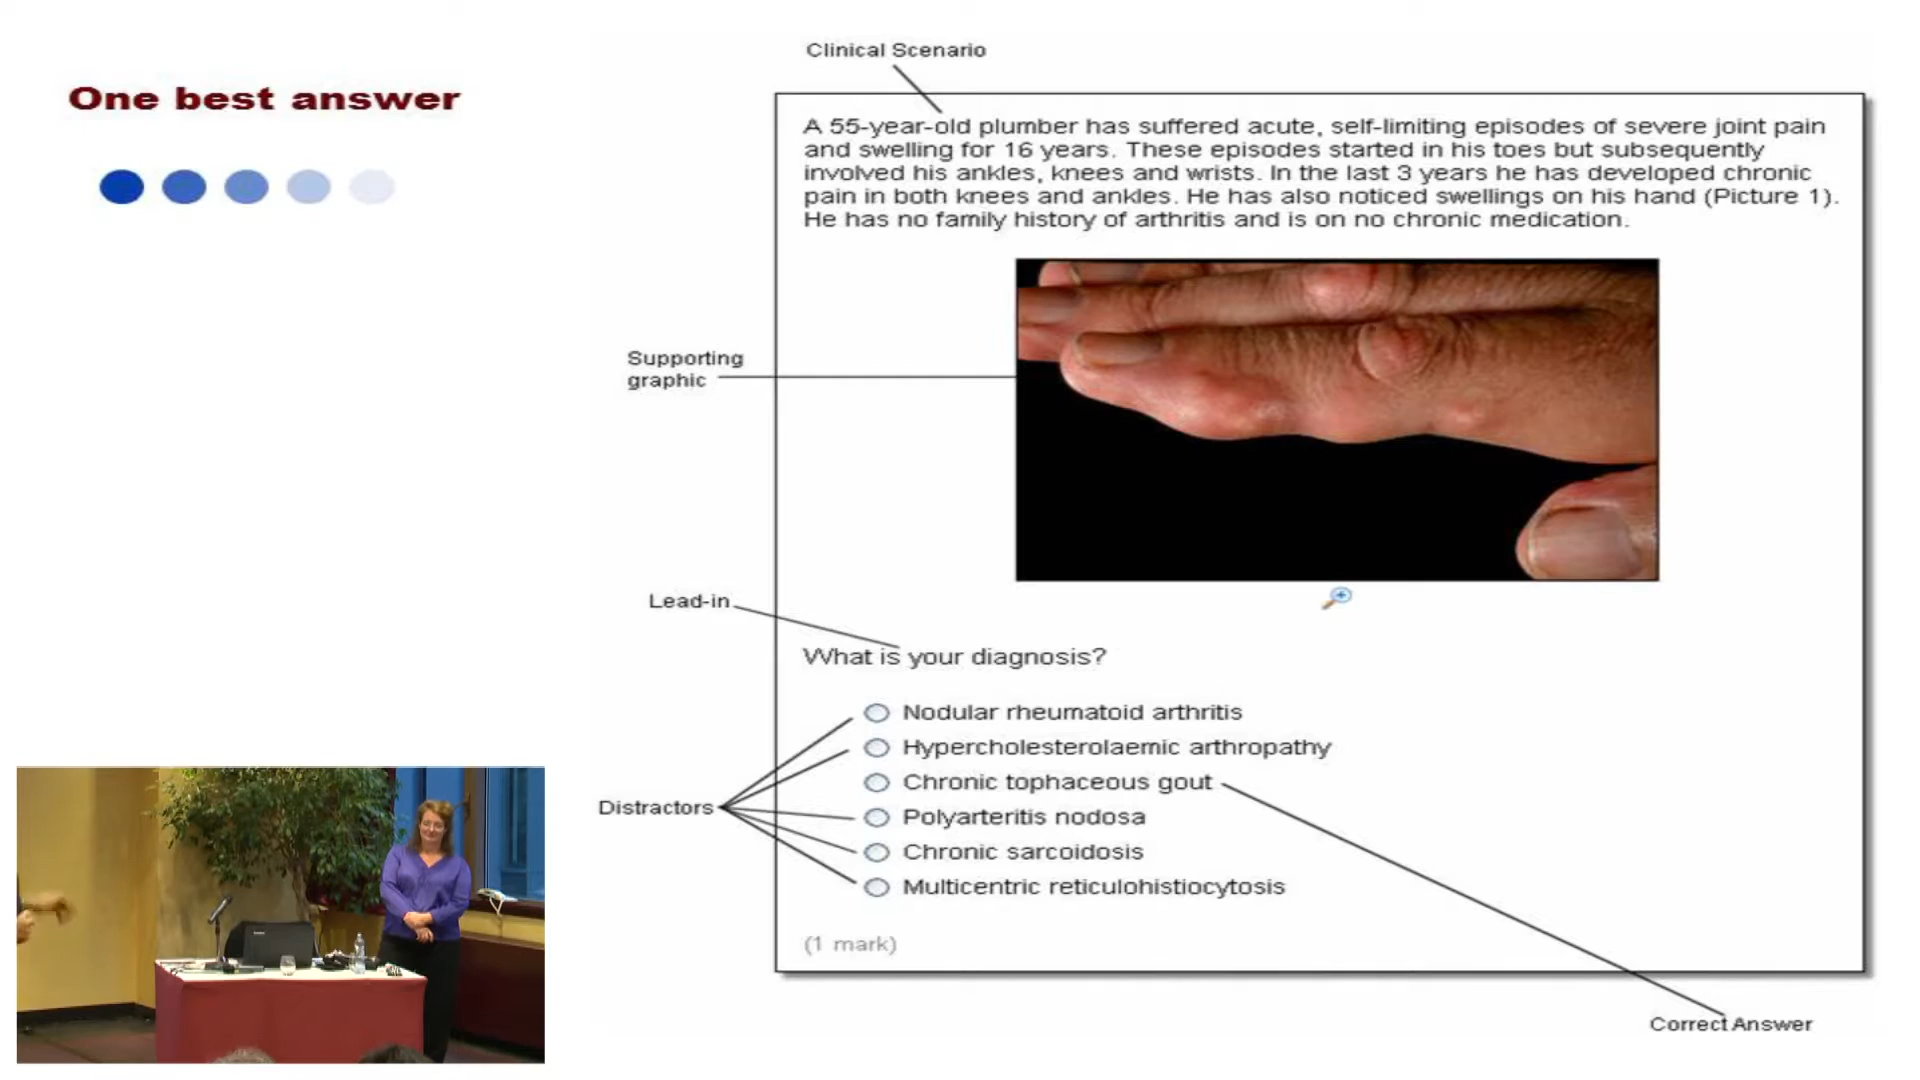 Clinical Scenario
One best answer
A 55-year-old plumber has suffered acute, self-limiting episodes of severe joint pain
and swelling for 16 years. These episodes started in his toes but subsequently
involved his ankles, knees and wrists. In the last 3 years he has developed chronic
pain in both knees and ankles. He has also noticed swellings on his hand (Picture 1).
He has no family history of arthritis and is on no chronic medication.
Supporting
graphic
Lead-in
What is your diagnosis?
Nodular rheumatoid arthritis
Hypercholesterolaemic arthropathy
Chronic tophaceous gout
Distractors
Polyarteritis nodosa
Chronic sarcoidosis
Multicentric reticulohistiocytosis
(1 mark)
Correct Answer